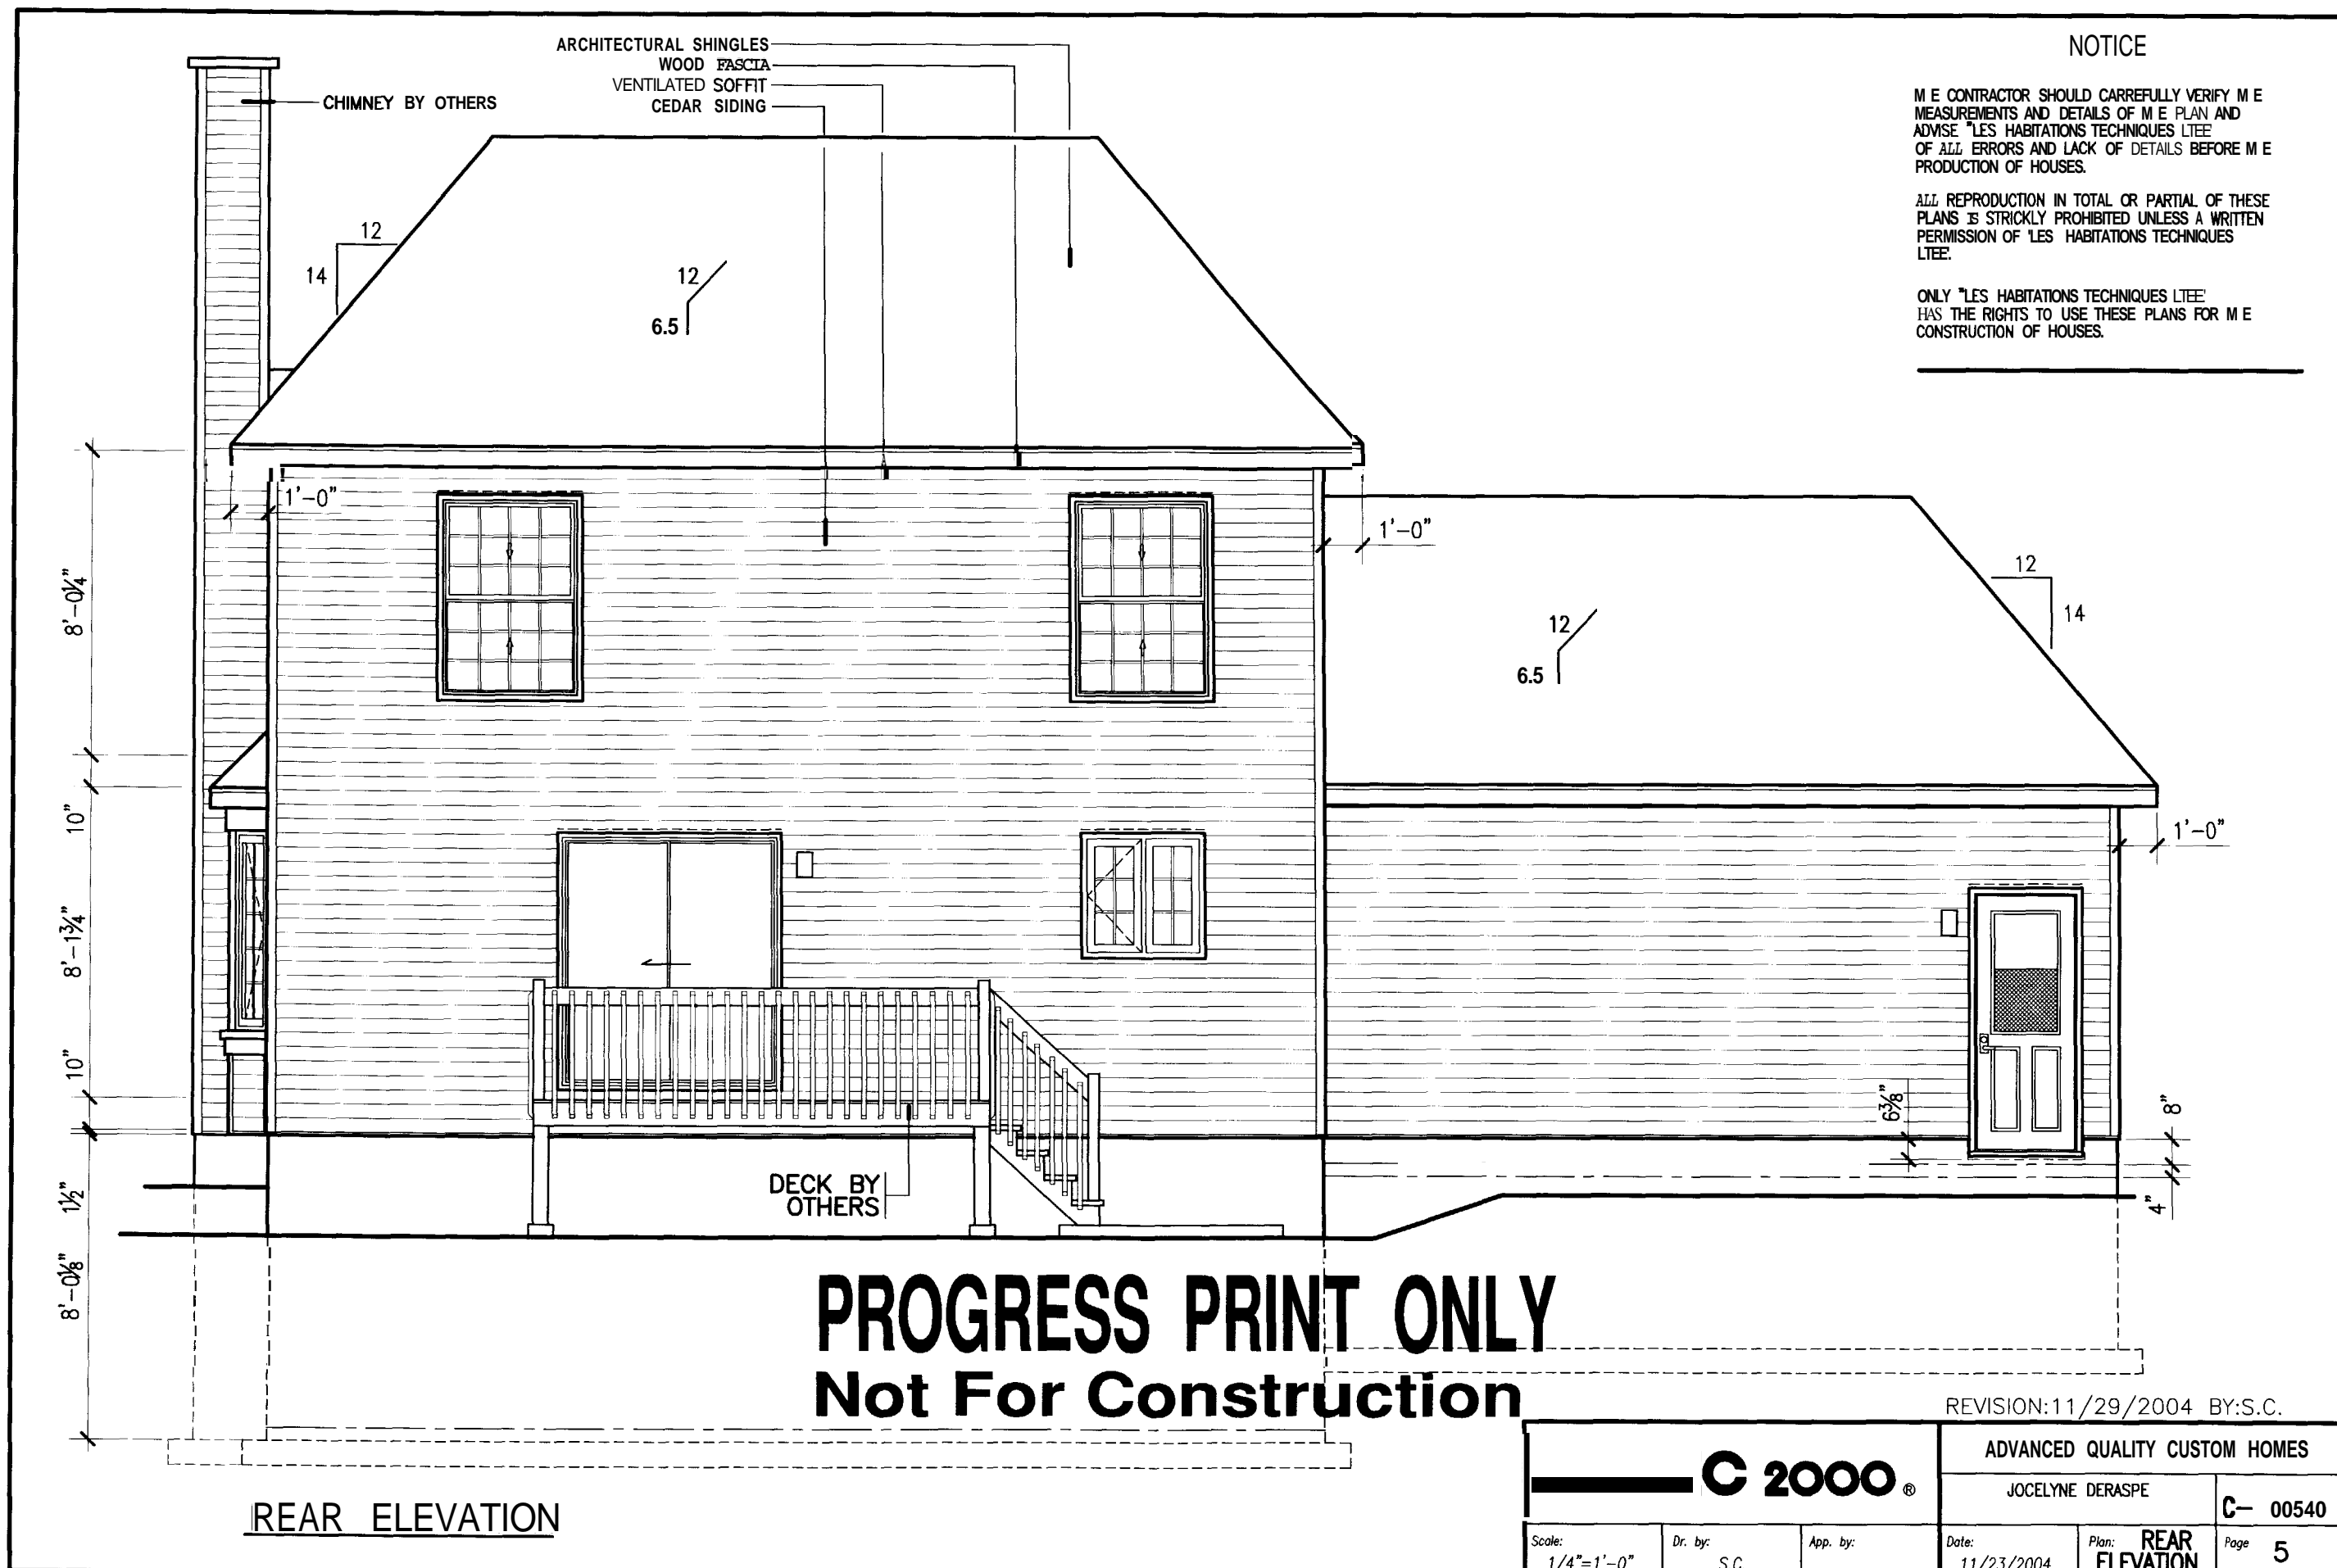 ARCHITECTURAL SHINGLES
WOOD FASCIA
VENTILATED SOFFIT
CEDAR SIDING
CHIMNEY BY OTHERS
NOTICE
M E CONTRACTOR SHOULD CARREFULLY VERIFY M E
MEASUREMENTS AND DETAILS OF M E PLAN AND
ADVISE "LES HABITATIONS TECHNIQUES LTEE
OF ALL ERRORS AND LACK OF DETAILS BEFORE M E
PRODUCTION OF HOUSES.
ALL REPRODUCTION IN TOTAL OR PARTIAL OF THESE
PLANS IS STRICKLY PROHIBITED UNLESS A WRITTEN
PERMISSION OF 'LES HABITATIONS TECHNIQUES
LTEE'.
ONLY "LES HABITATIONS TECHNIQUES LTEE'
HAS THE RIGHTS TO USE THESE PLANS FOR M E
CONSTRUCTION OF HOUSES.
12
14
12
6.5
1'-0"
1'-0"
12
14
12
6.5
8'-0¼"
10"
8'-1¾"
10"
1½"
8'-0⅛"
1'-0"
6⅜"
8"
4"
DECK BY
OTHERS
PROGRESS PRINT ONLY
Not For Construction
REAR ELEVATION
REVISION:11/29/2004 BY:S.C.
C 2000 ®
ADVANCED QUALITY CUSTOM HOMES
JOCELYNE DERASPE
C- 00540
Scale:
1/4"=1'-0"
Dr. by:
S.C.
App. by:
Date:
11/23/2004
Plan: REAR
ELEVATION
Page 5